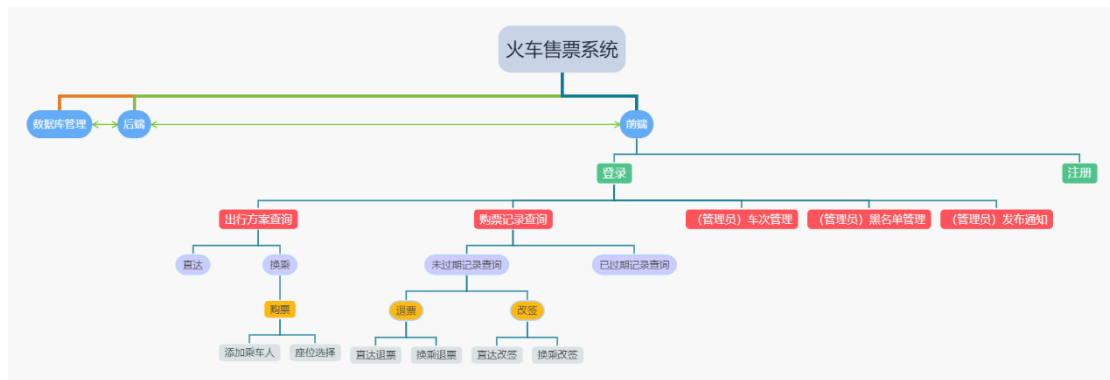 火车售票系统
数据库管理
后端
前端
登录
注册
出行方案查询
购票记录查询
（管理员）车次管理
（管理员）黑名单管理
（管理员）发布通知
直达
换乘
未过期记录查询
已过期记录查询
购票
退票
改签
添加乘车人
座位选择
直达退票
换乘退票
直达改签
换乘改签